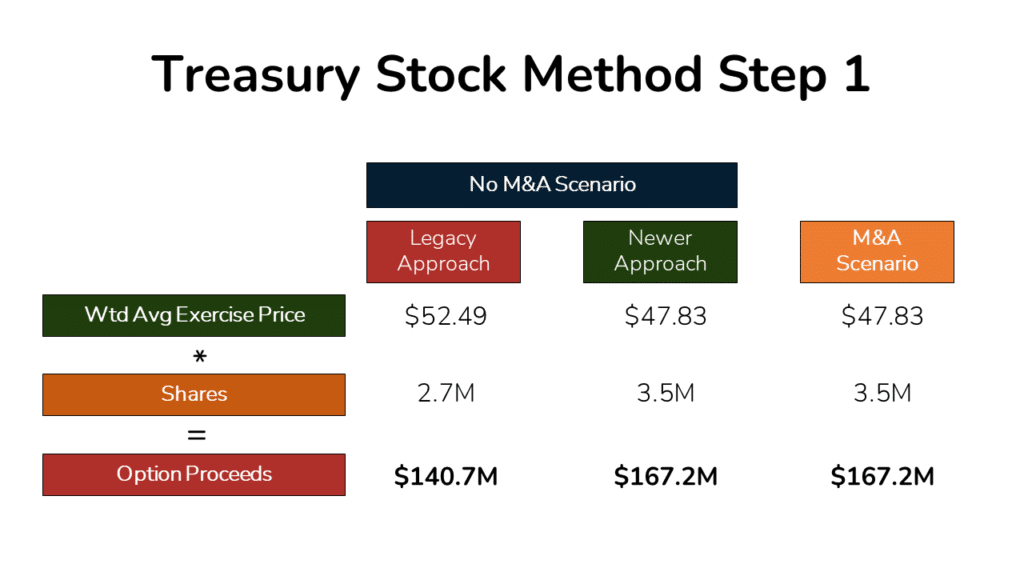 Treasury Stock Method Step 1
No M&A Scenario
Legacy
Approach
Newer
Approach
M&A
Scenario
Wtd Avg Exercise Price
$52.49
$47.83
$47.83
*
Shares
2.7M
3.5M
3.5M
=
Option Proceeds
$140.7M
$167.2M
$167.2M